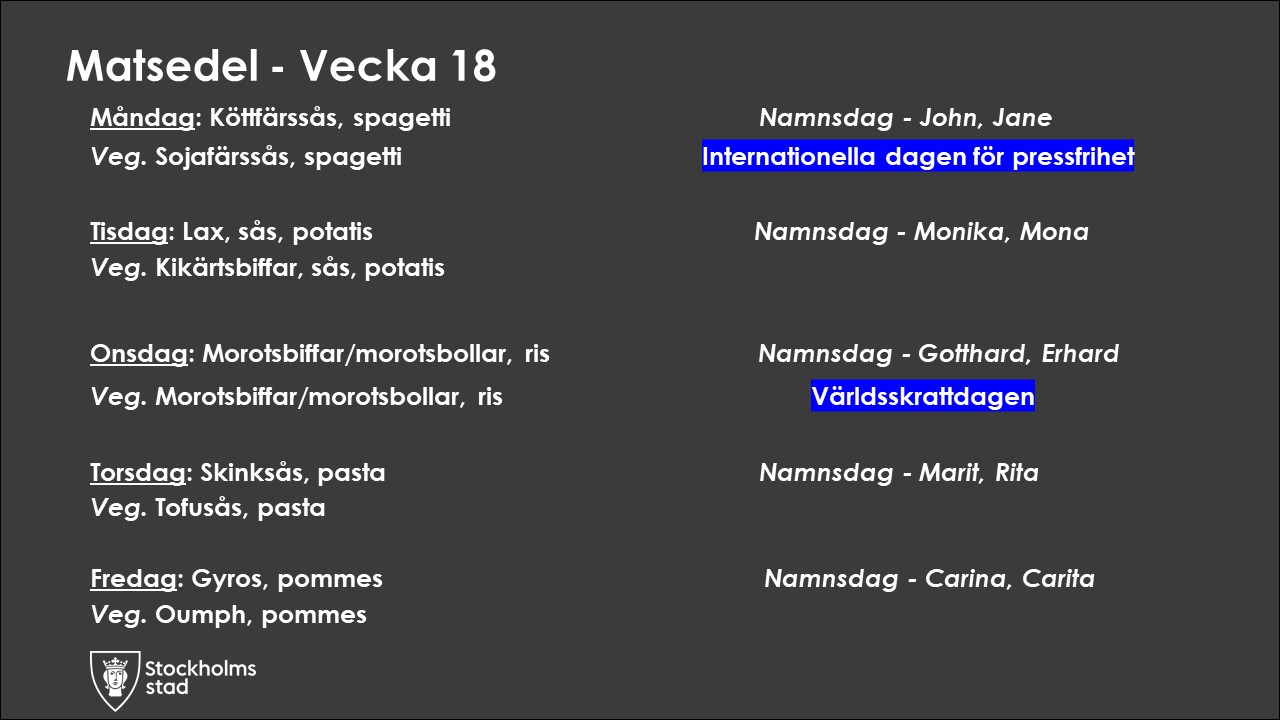 Matsedel - Vecka 18
Måndag: Köttfärssås, spagetti Namnsdag - John, Jane
Veg. Sojafärssås, spagetti Internationella dagen för pressfrihet
Tisdag: Lax, sås, potatis Namnsdag - Monika, Mona
Veg. Kikärtsbiffar, sås, potatis
Onsdag: Morotsbiffar/morotsbollar, ris Namnsdag - Gotthard, Erhard
Veg. Morotsbiffar/morotsbollar, ris Världsskrattdagen
Torsdag: Skinksås, pasta Namnsdag - Marit, Rita
Veg. Tofusås, pasta
Fredag: Gyros, pommes Namnsdag - Carina, Carita
Veg. Oumph, pommes
Stockholms
stad